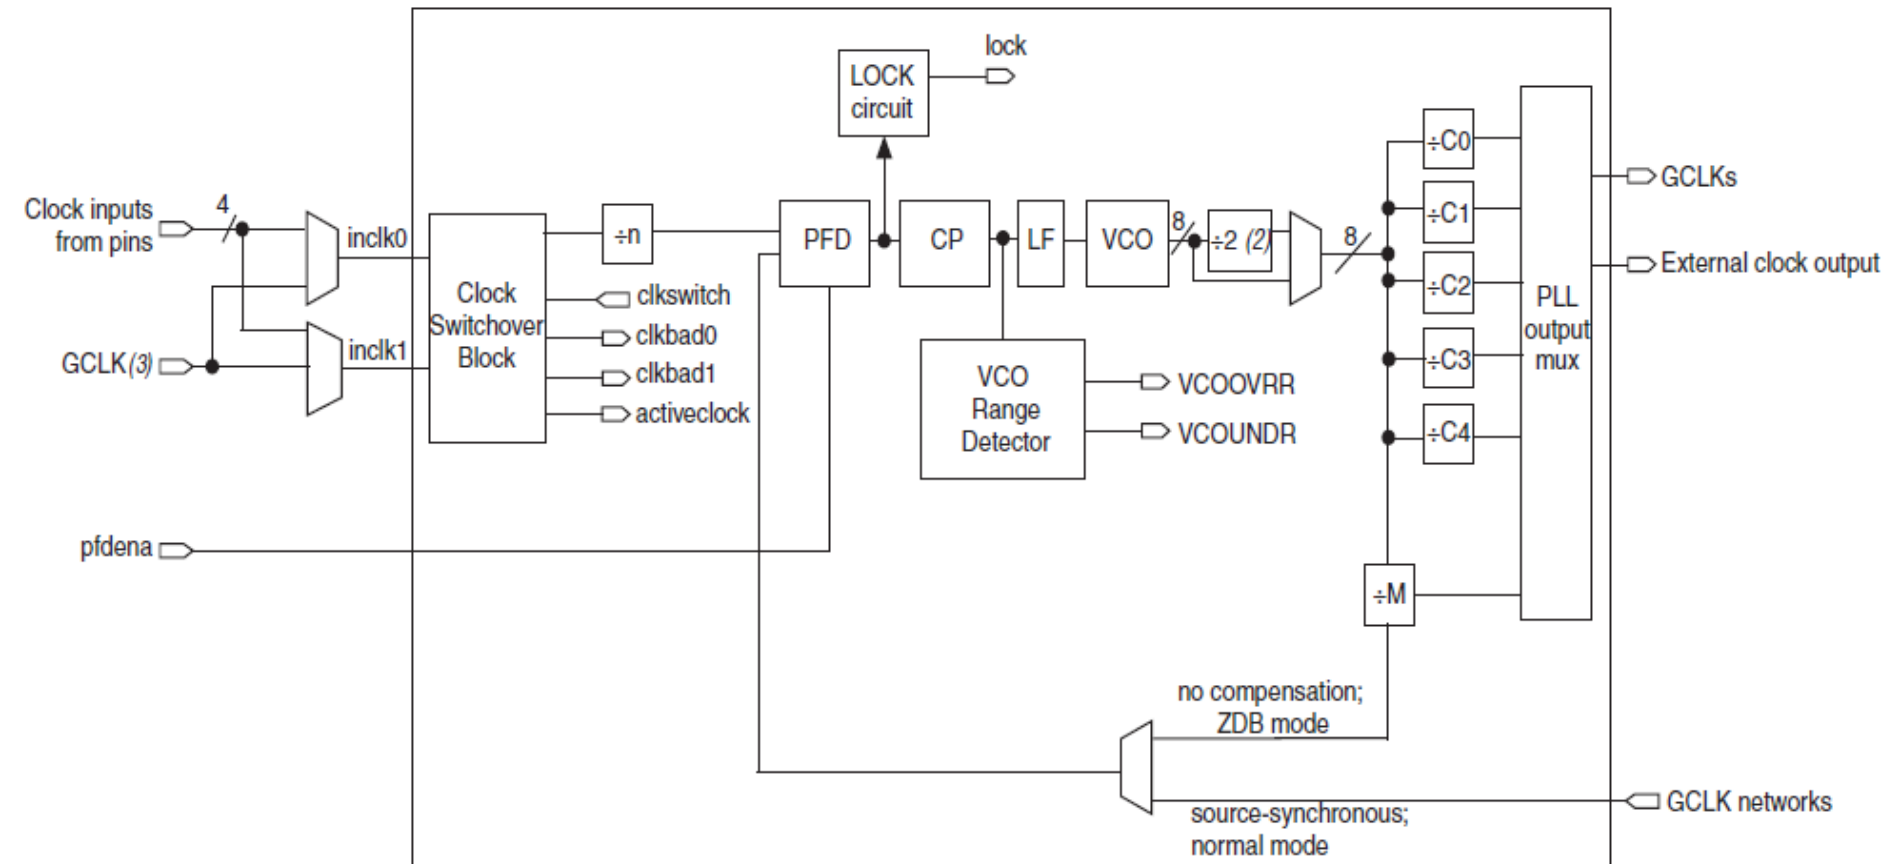 lock
LOCK
circuit
Clock inputs
from pins
4
inclk0
÷n
PFD
CP
LF
VCO
8
÷2 (2)
8
÷C0
÷C1
÷C2
÷C3
÷C4
PLL
output
mux
GCLKs
External clock output
Clock
Switchover
Block
clkswitch
clkbad0
clkbad1
activeclock
GCLK(3)
inclk1
VCO
Range
Detector
VCOOVRR
VCOUNDR
pfdena
÷M
no compensation;
ZDB mode
source-synchronous;
normal mode
GCLK networks